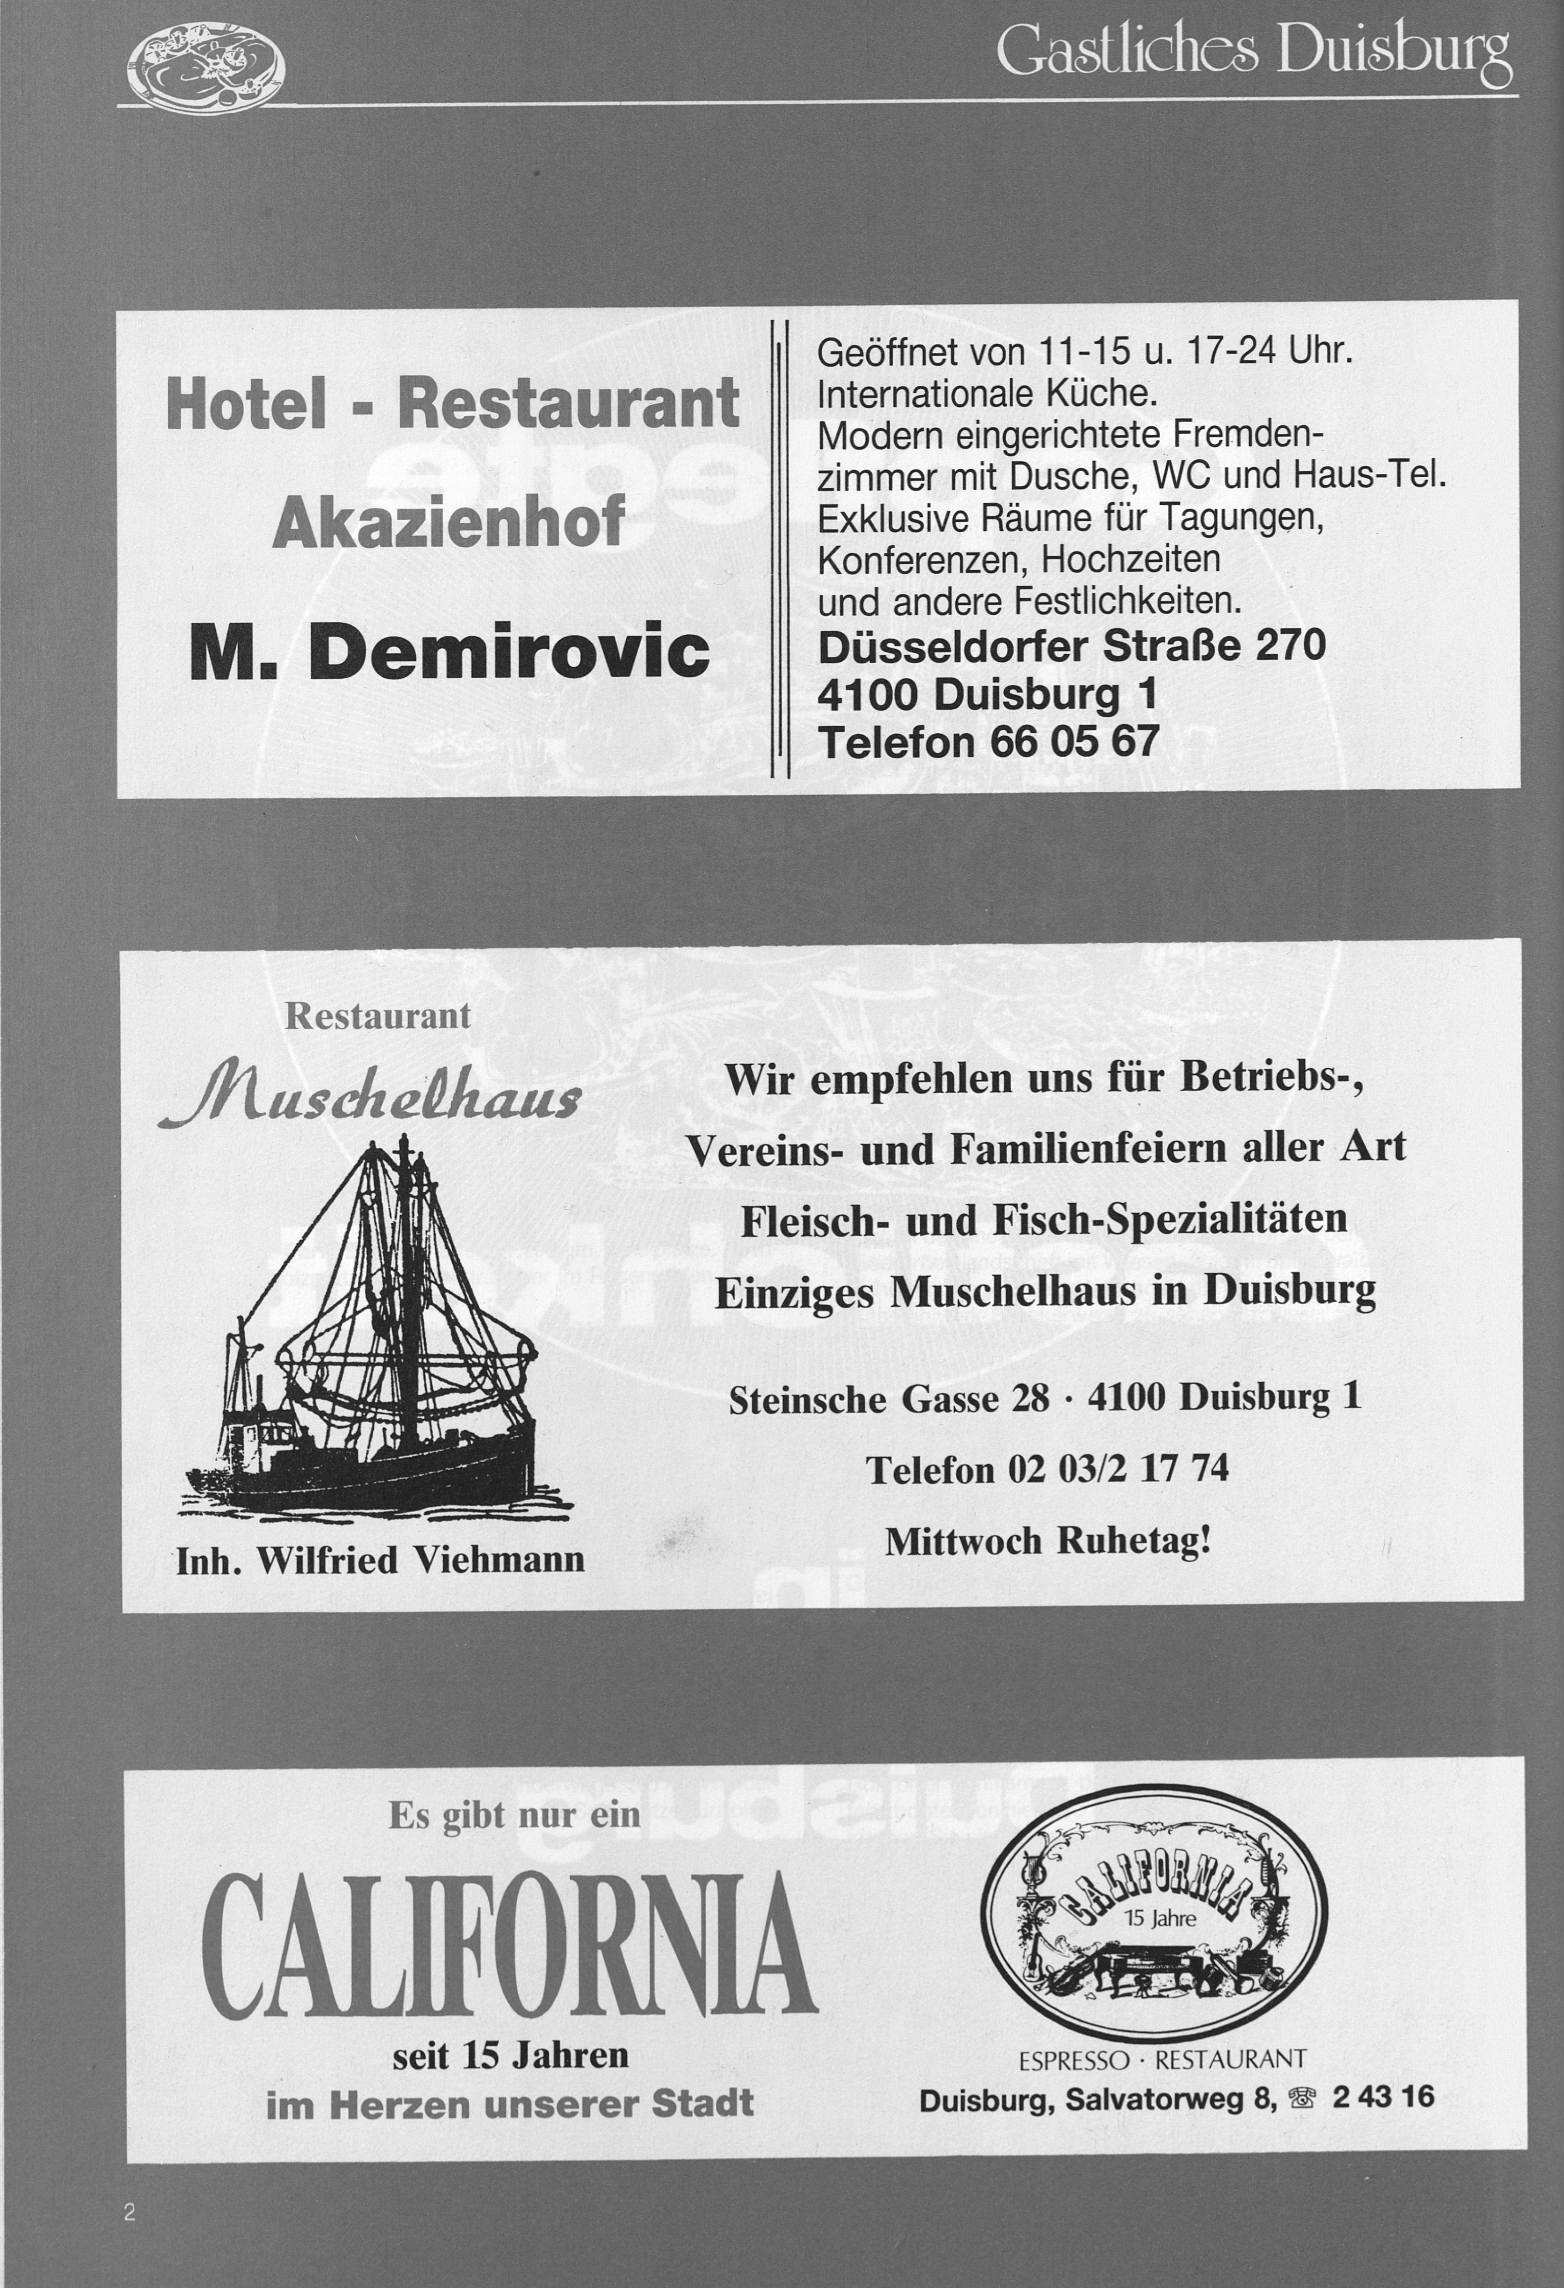 Gastliches Duisburg
Hotel - Restaurant
Akazienhof
M. Demirovic
Geöffnet von 11-15 u. 17-24 Uhr.
Internationale Küche.
Modern eingerichtete Fremden-
zimmer mit Dusche, WC und Haus-Tel.
Exklusive Räume für Tagungen,
Konferenzen, Hochzeiten
und andere Festlichkeiten.
Düsseldorfer Straße 270
4100 Duisburg 1
Telefon 66 05 67
Restaurant
Muschelhaus
Inh. Wilfried Viehmann
Wir empfehlen uns für Betriebs-,
Vereins- und Familienfeiern aller Art
Fleisch- und Fisch-Spezialitäten
Einziges Muschelhaus in Duisburg
Steinsche Gasse 28 · 4100 Duisburg 1
Telefon 02 03/2 17 74
Mittwoch Ruhetag!
Es gibt nur ein
CALIFORNIA
seit 15 Jahren
im Herzen unserer Stadt
CALIFORNIA
15 Jahre
ESPRESSO · RESTAURANT
Duisburg, Salvatorweg 8, ☏ 2 43 16
2